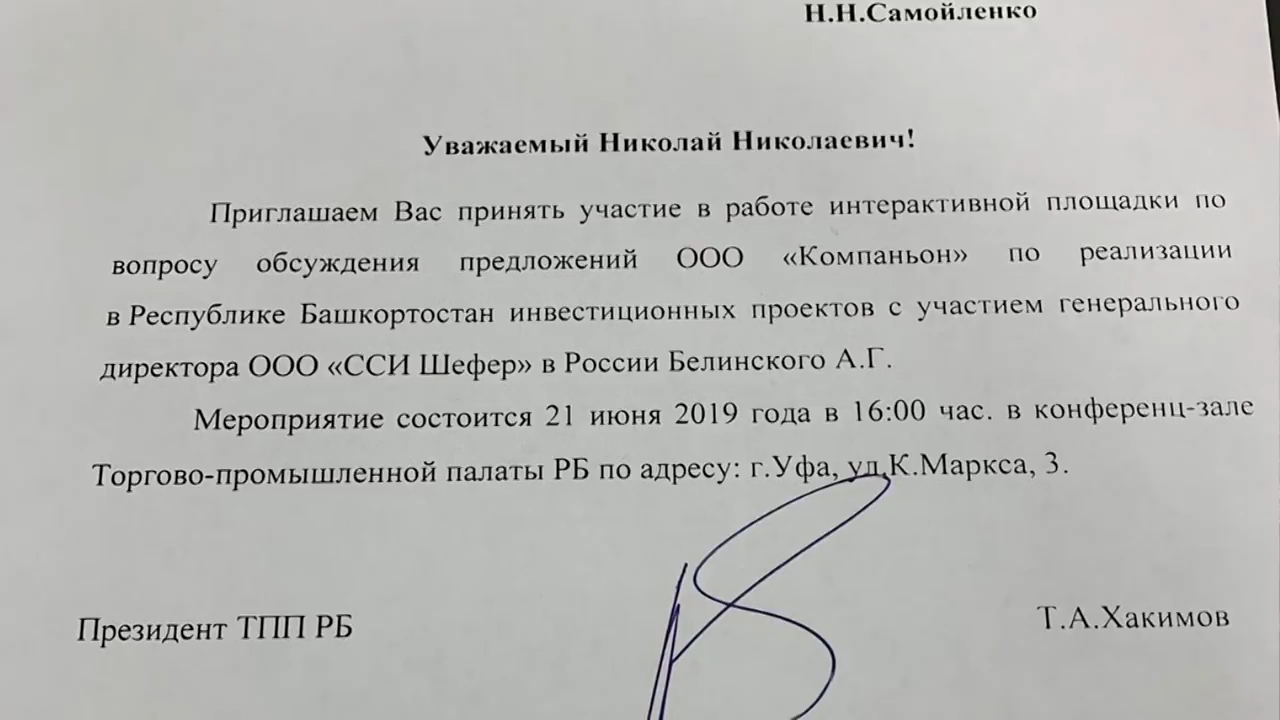 Н.Н.Самойленко
Уважаемый Николай Николаевич!
Приглашаем Вас принять участие в работе интерактивной площадки по
вопросу обсуждения предложений ООО «Компаньон» по реализации
в Республике Башкортостан инвестиционных проектов с участием генерального
директора ООО «ССИ Шефер» в России Белинского А.Г.
Мероприятие состоится 21 июня 2019 года в 16:00 час. в конференц-зале
Торгово-промышленной палаты РБ по адресу: г.Уфа, ул.К.Маркса, 3.
Президент ТПП РБ
Т.А.Хакимов